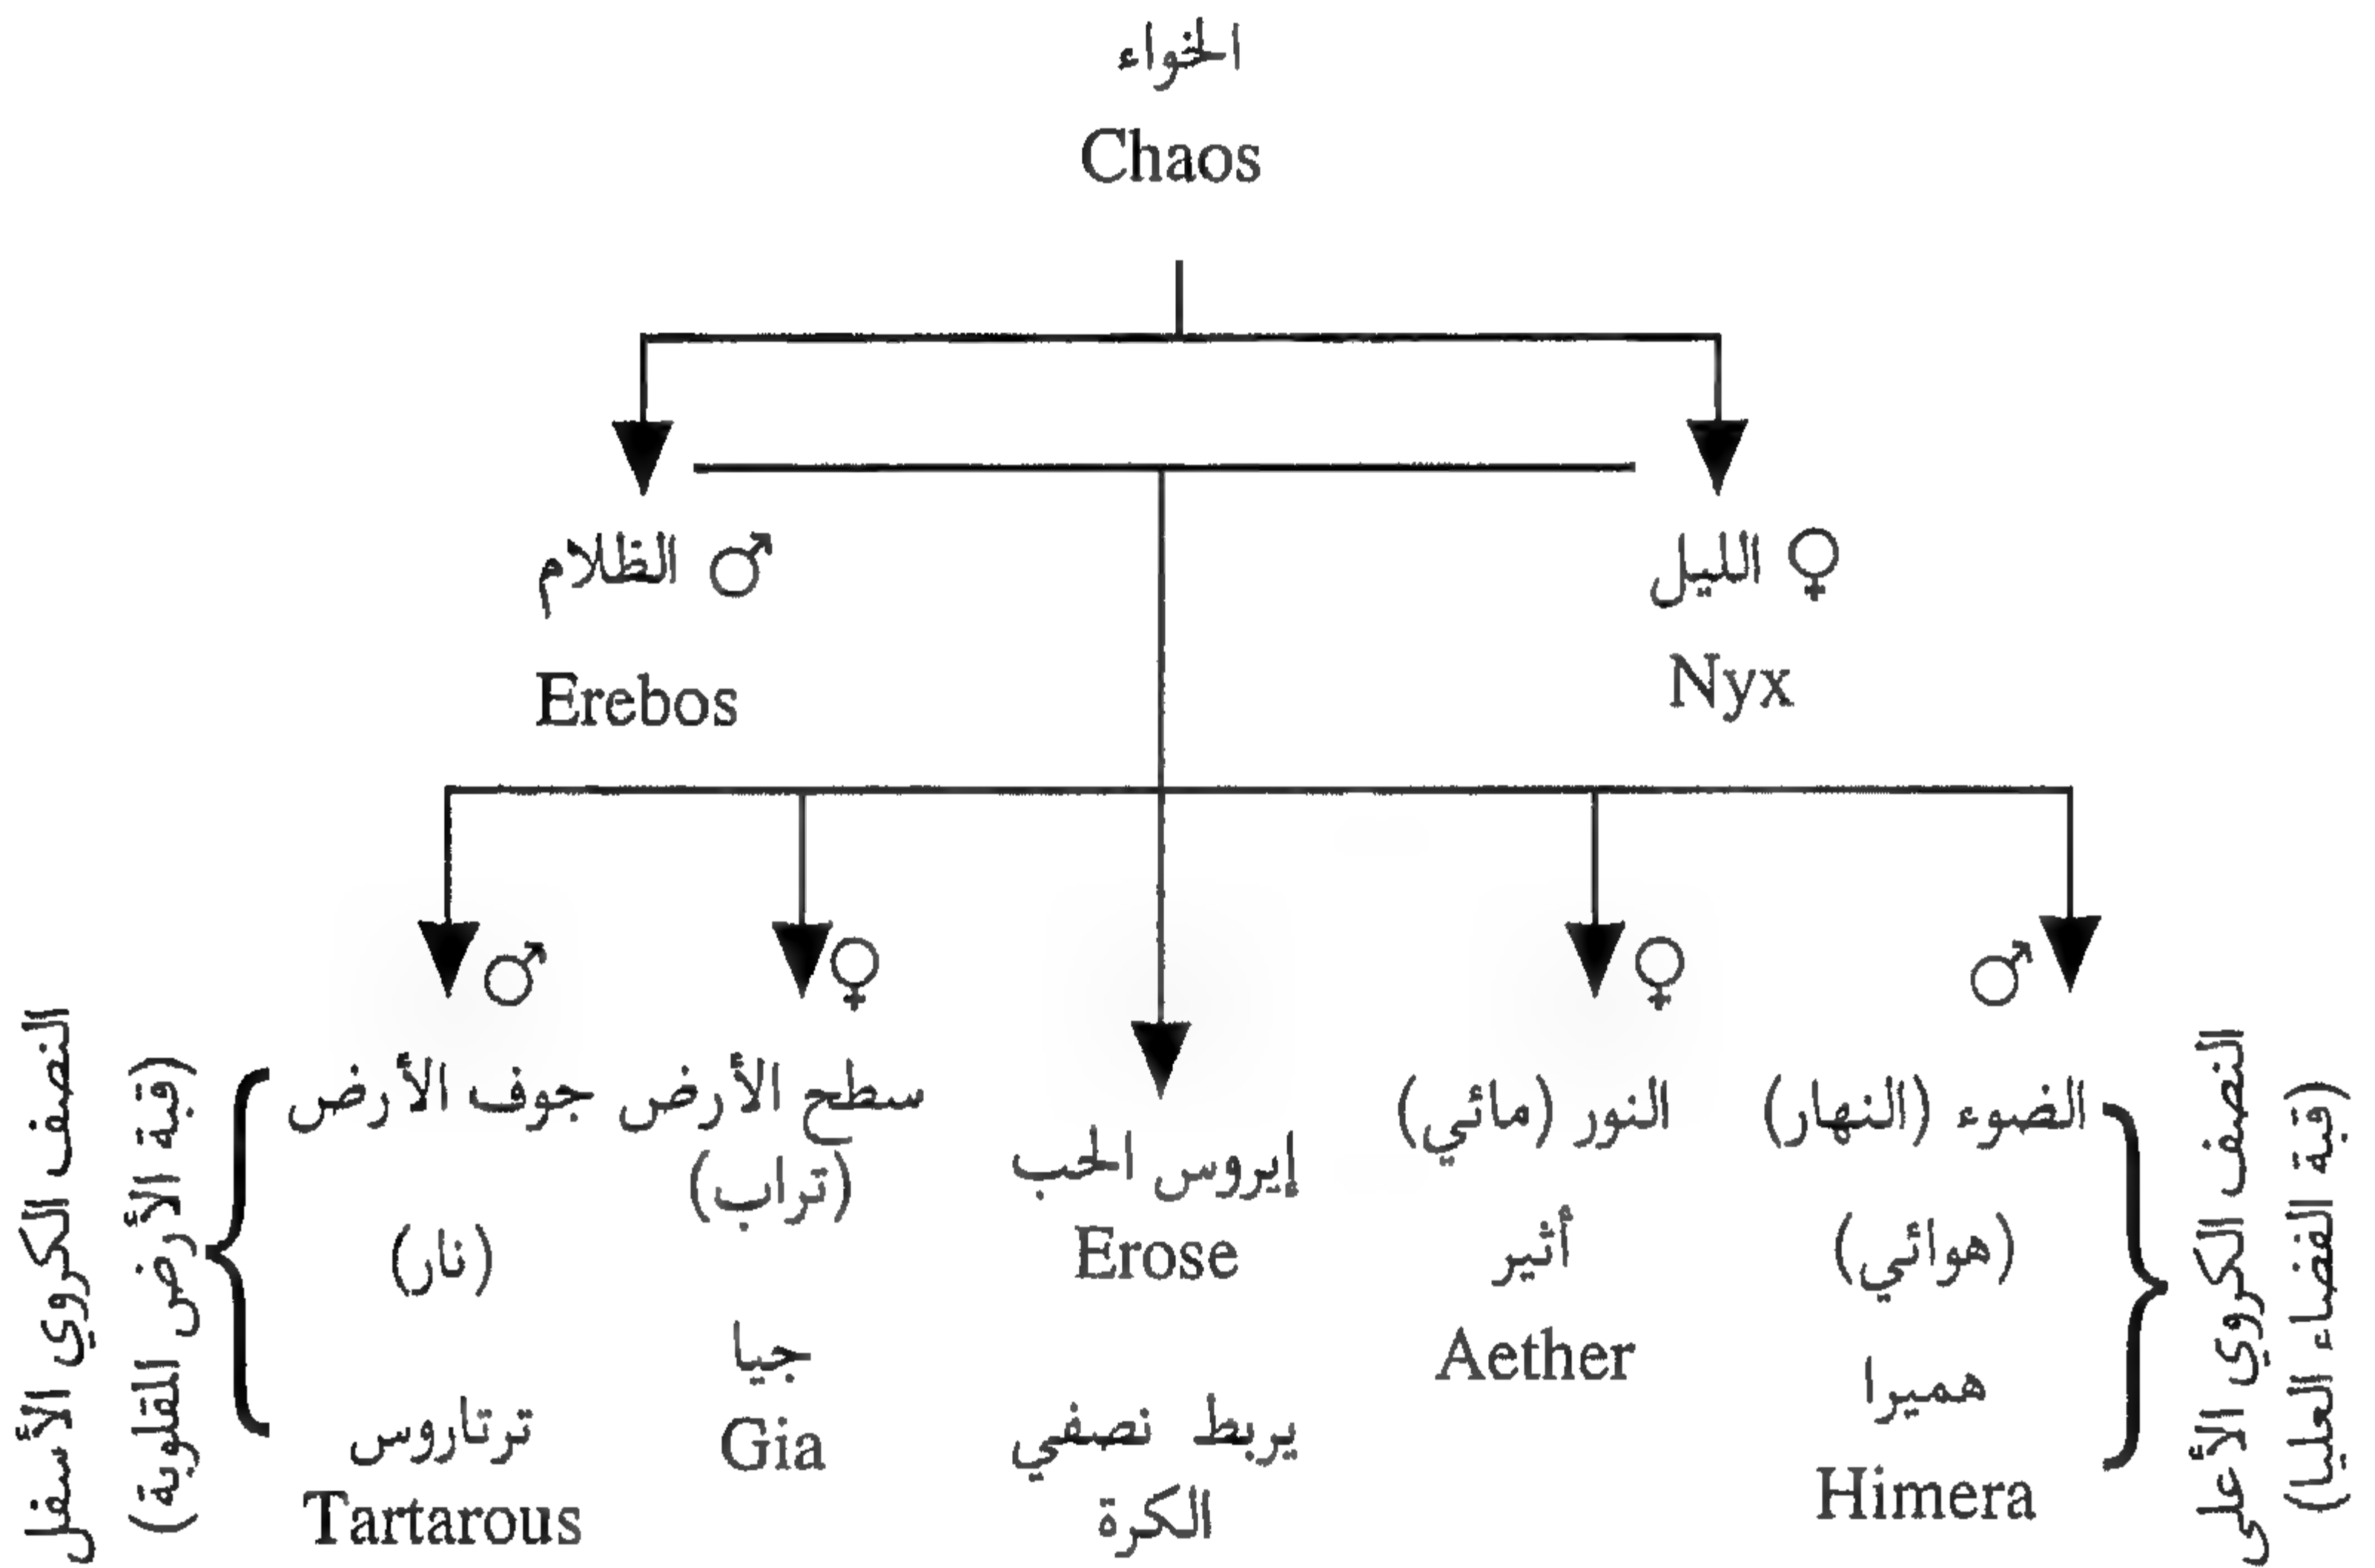 الخواء
Chaos
♀ الليل
Nyx
♂ الظلام
Erebos
♂
♀
♀
♂
النصف الكروي الأعلى
(قبة الفضاء العليا)
الضوء (النهار)
(هوائي)
هميرا
Himera
النور (مائي)
أثير
Aether
إيروس الحب
Erose
يربط نصفي
الكرة
سطح الأرض
(تراب)
جيا
Gia
جوف الأرض
(نار)
ترتاروس
Tartarous
(قبة الأرض المقلوبة)
النصف الكروي الأسفل